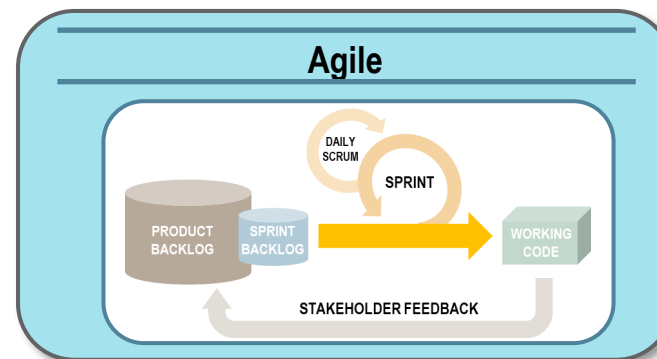 Agile
DAILY
SCRUM
SPRINT
PRODUCT
BACKLOG
SPRINT
BACKLOG
WORKING
CODE
STAKEHOLDER FEEDBACK